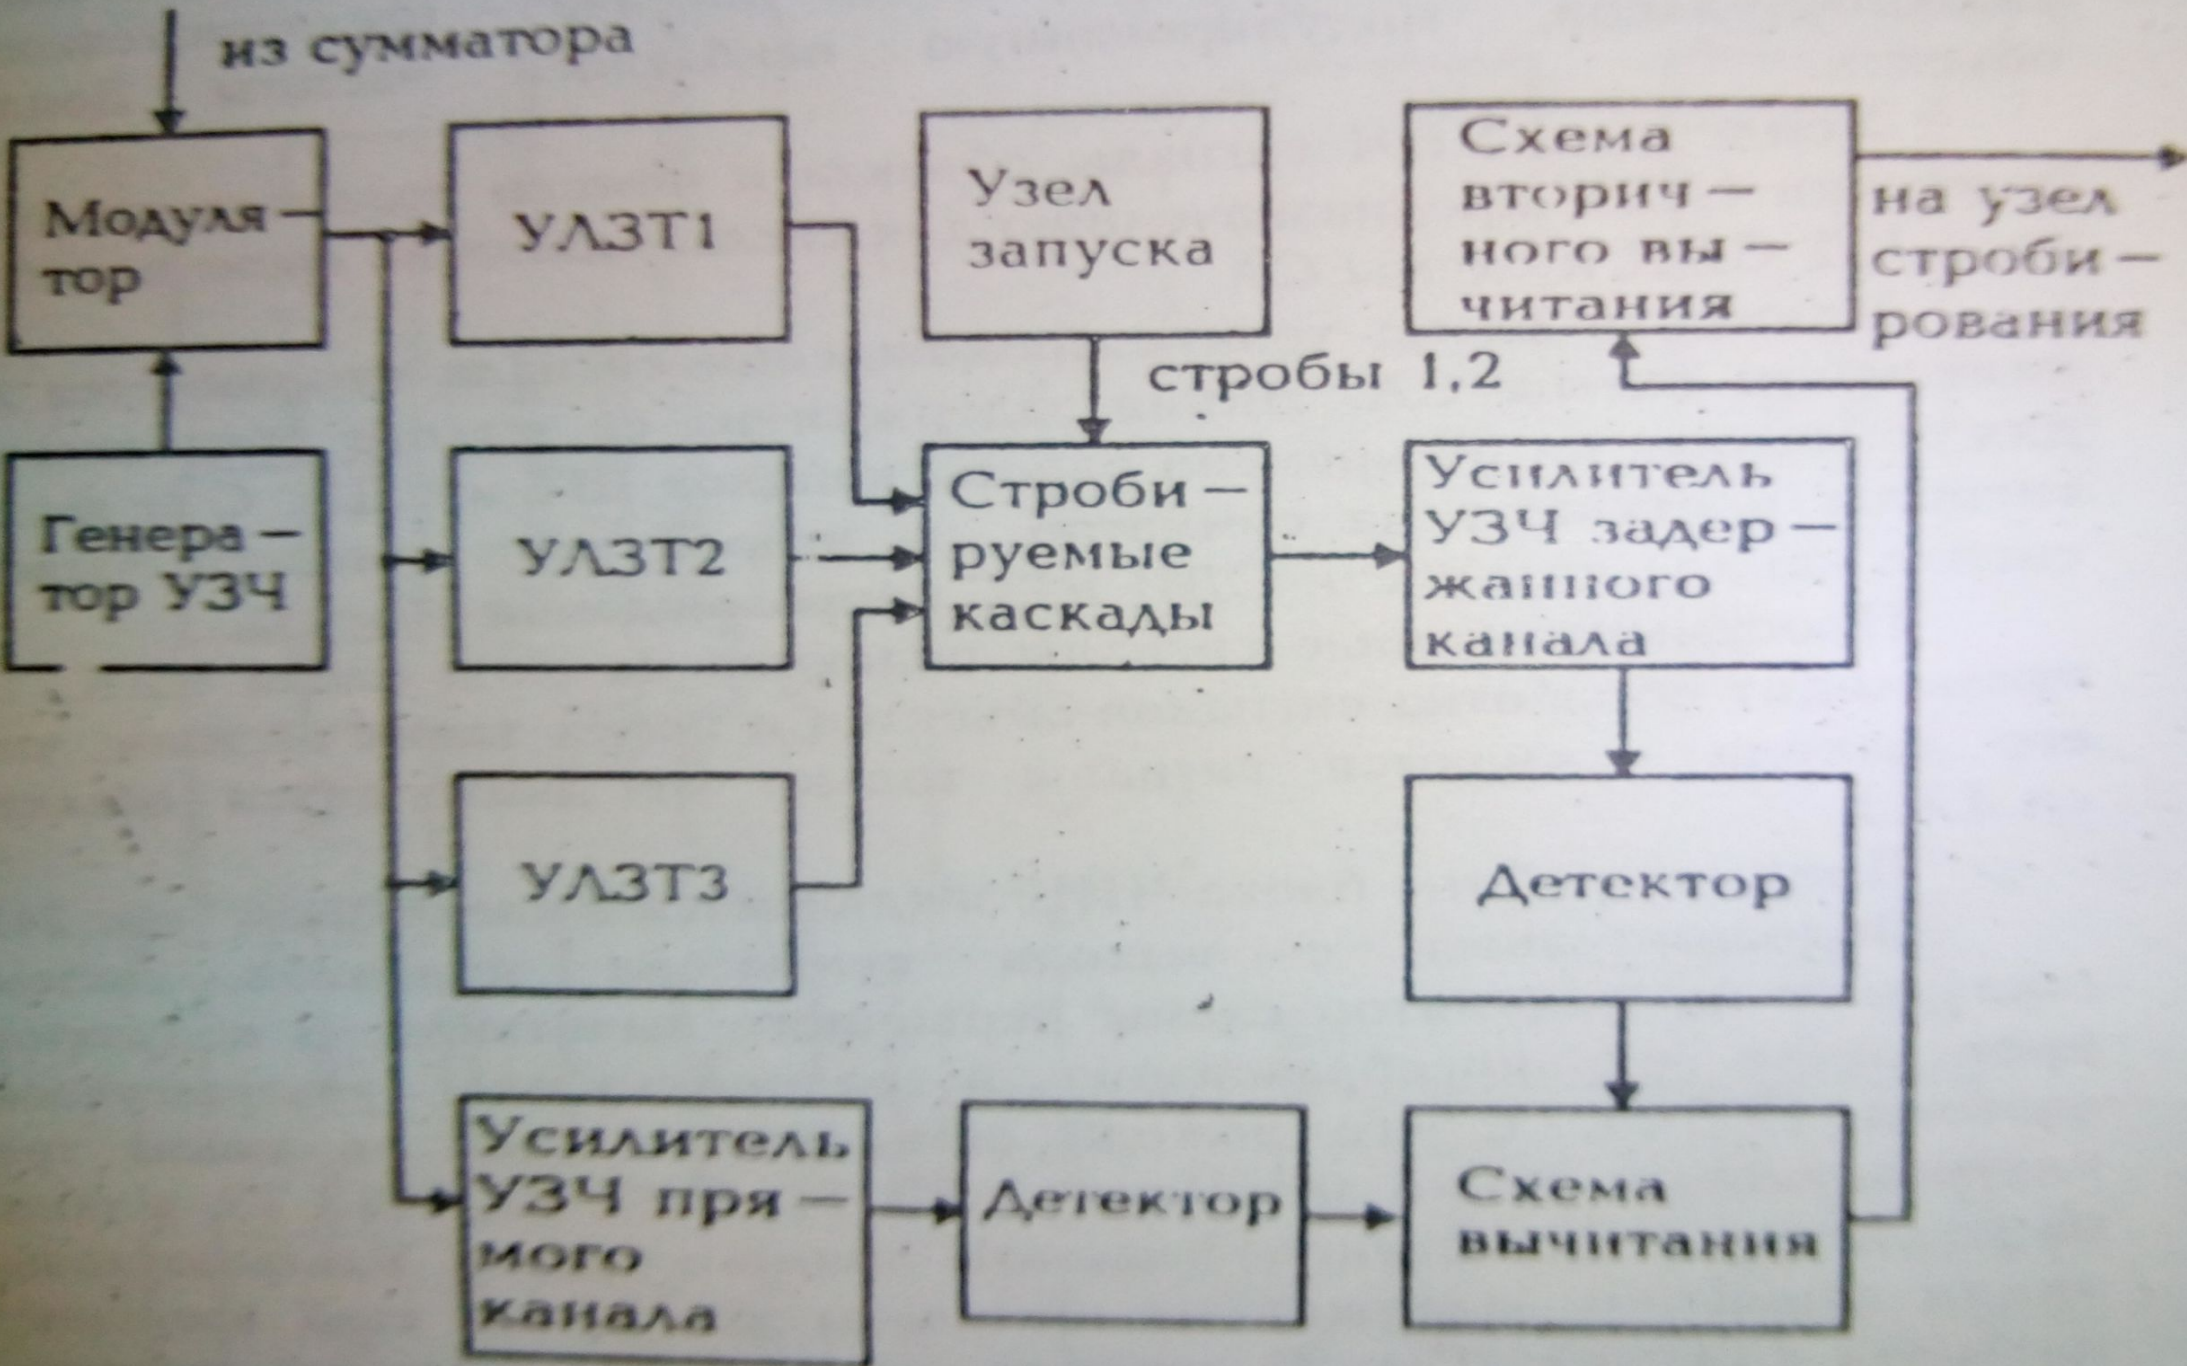 из сумматора
Модуля–
тор
УЛЗТ1
Узел
запуска
Схема
вторич–
ного вы–
читания
на узел
строби–
рования
стробы 1,2
Генера–
тор УЗЧ
УЛЗТ2
Строби–
руемые
каскады
Усилитель
УЗЧ задер–
жанного
канала
УЛЗТ3
Детектор
Усилитель
УЗЧ пря–
мого
канала
Детектор
Схема
вычитания